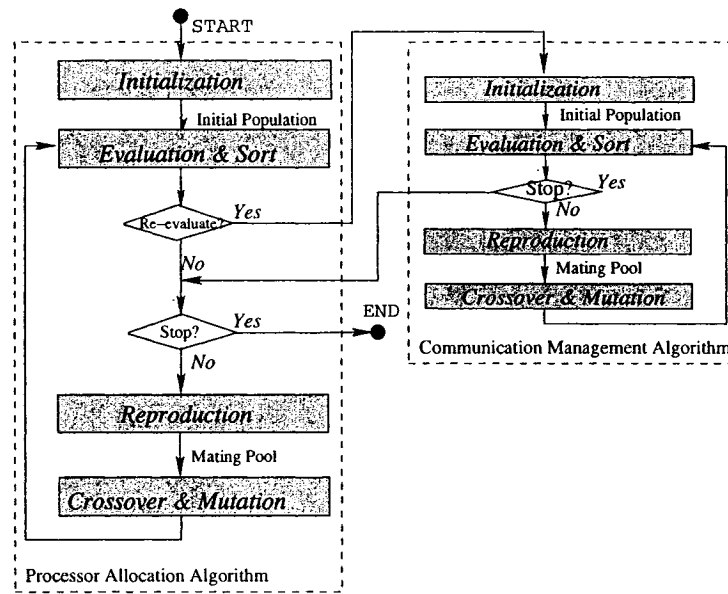 START
Initialization
Initial Population
Evaluation & Sort
Re-evaluate?
Yes
No
Stop?
Yes
END
No
Reproduction
Mating Pool
Crossover & Mutation
Processor Allocation Algorithm
Initialization
Initial Population
Evaluation & Sort
Stop?
Yes
No
Reproduction
Mating Pool
Crossover & Mutation
Communication Management Algorithm